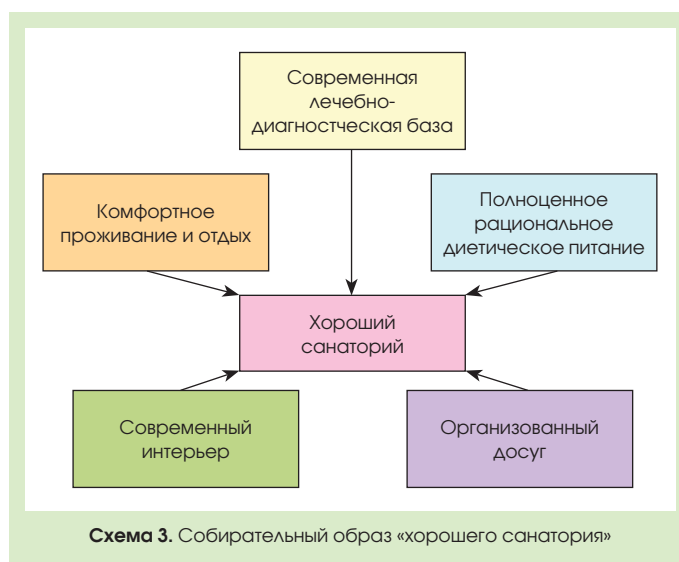 Современная
лечебно-
диагностческая база
Комфортное
проживание и отдых
Полноценное
рациональное
диетическое питание
Хороший
санаторий
Современный
интерьер
Организованный
досуг
Схема 3. Собирательный образ «хорошего санатория»